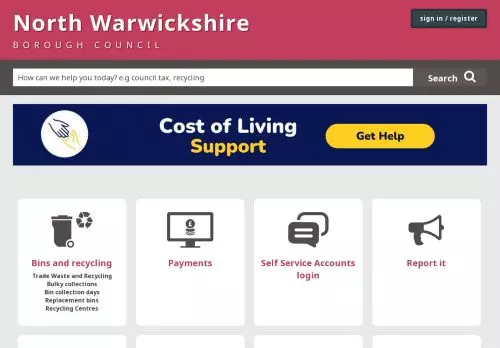 North Warwickshire
BOROUGH COUNCIL
sign in / register
How can we help you today? e.g council tax, recycling
Search
Cost of Living
Support
Get Help
Bins and recycling
Trade Waste and Recycling
Bulky collections
Bin collection days
Replacement bins
Recycling Centres
£
Payments
Self Service Accounts
login
Report it